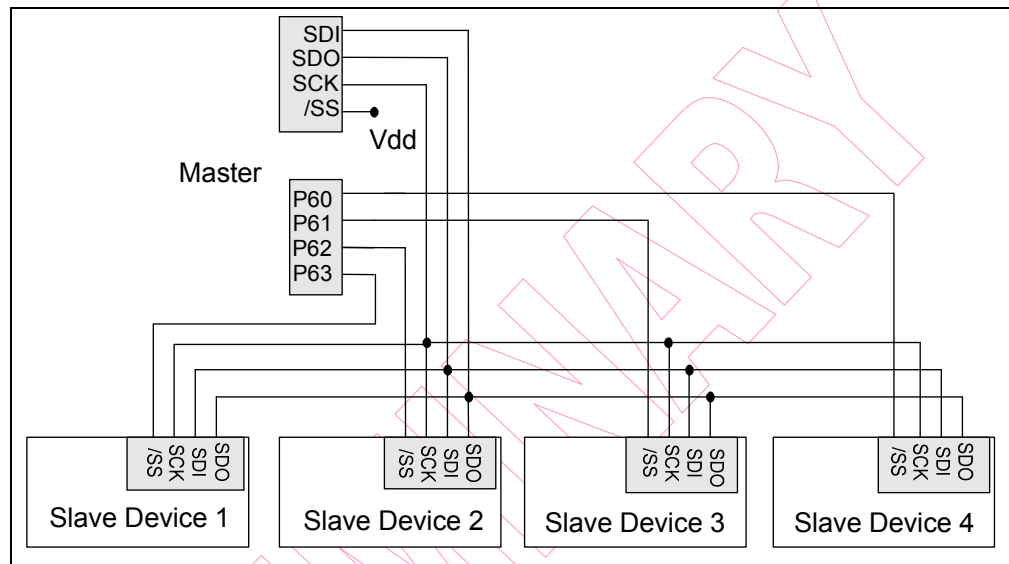 SDI
SDO
SCK
/SS
Vdd
Master
P60
P61
P62
P63
/SS
SCK
SDI
SDO
Slave Device 1
/SS
SCK
SDI
SDO
Slave Device 2
/SS
SCK
SDI
SDO
Slave Device 3
/SS
SCK
SDI
SDO
Slave Device 4